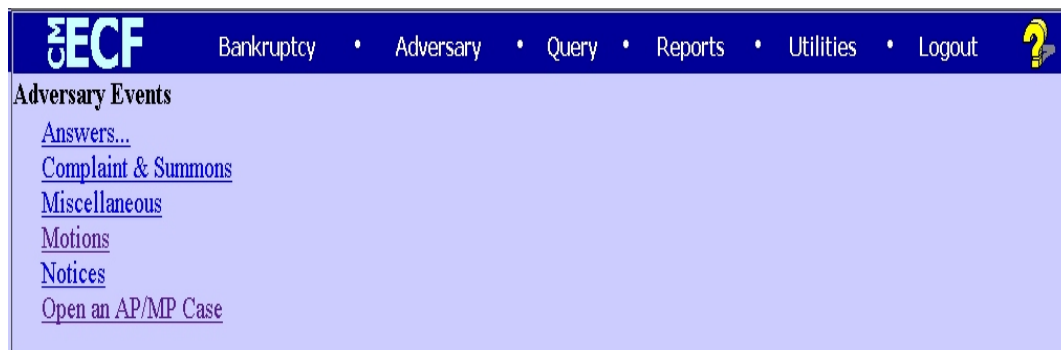 CM ECF Bankruptcy • Adversary • Query • Reports • Utilities • Logout ?
Adversary Events
Answers...
Complaint & Summons
Miscellaneous
Motions
Notices
Open an AP/MP Case